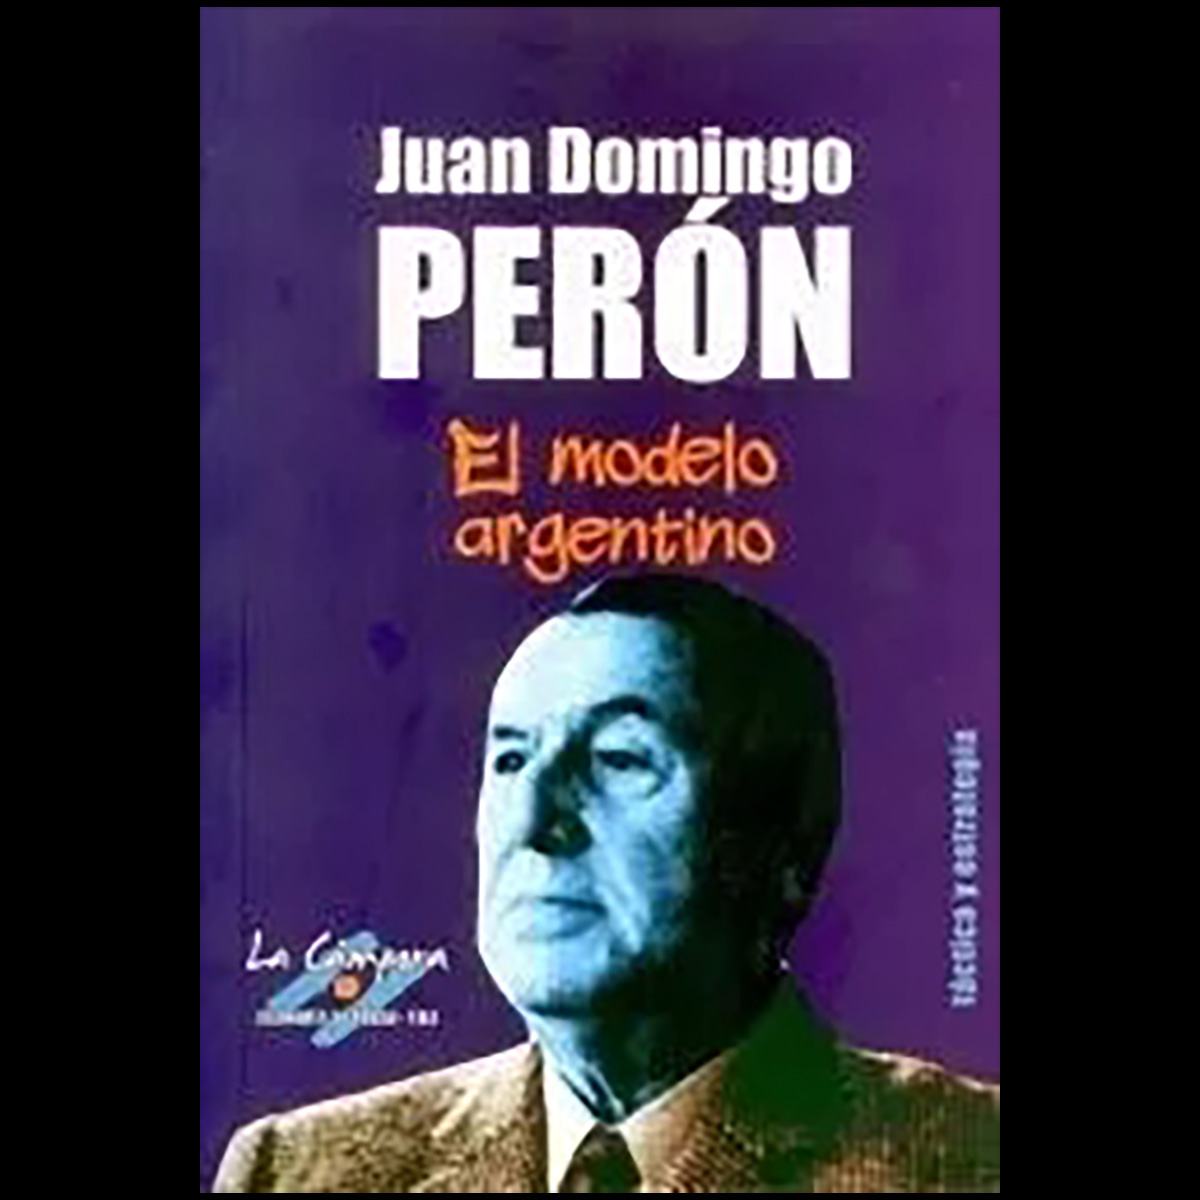 Juan Domingo
PERÓN
El modelo
argentino
táctica y estrategia
La Cámpora